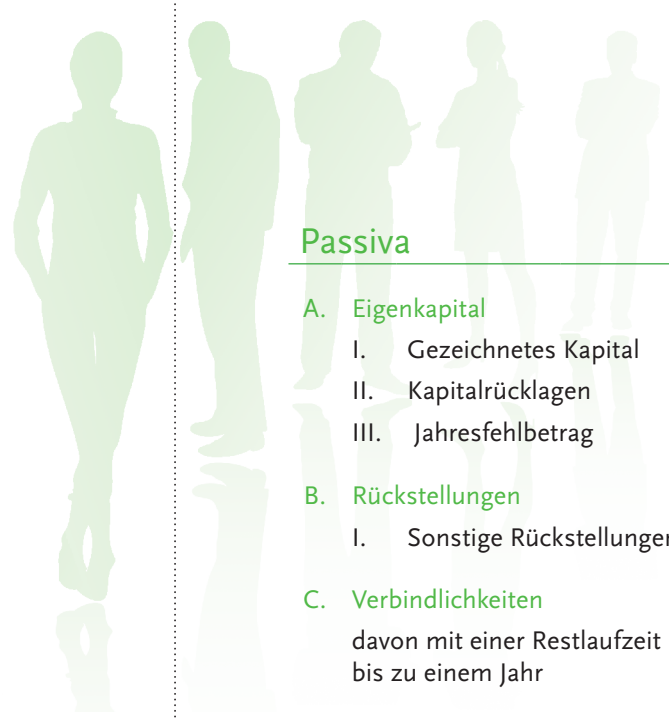 Passiva
A. Eigenkapital
I. Gezeichnetes Kapital
II. Kapitalrücklagen
III. Jahresfehlbetrag
B. Rückstellungen
I. Sonstige Rückstellungen
C. Verbindlichkeiten
davon mit einer Restlaufzeit
bis zu einem Jahr